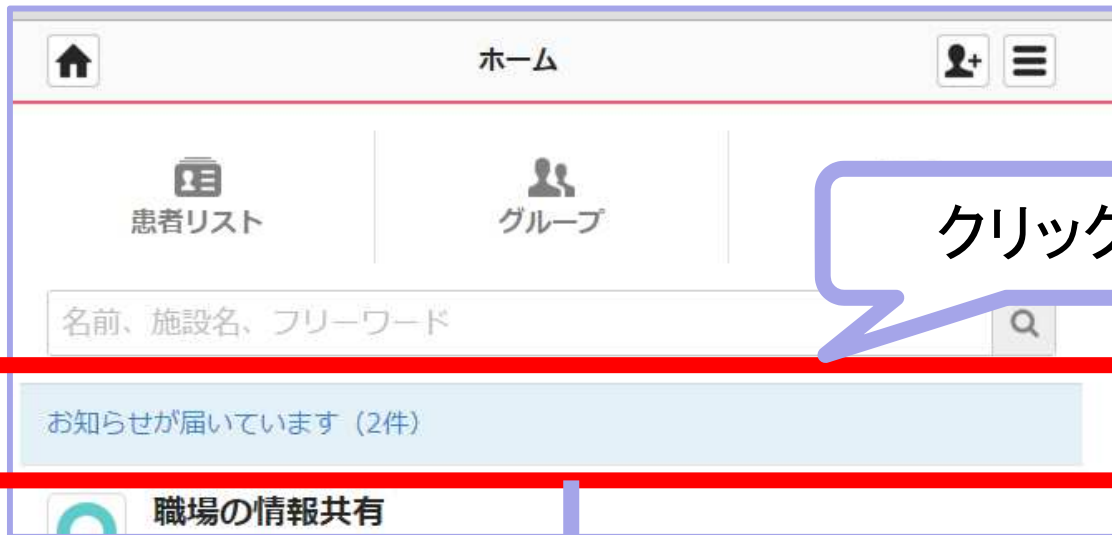 ホーム
患者リスト
グループ
クリック
名前、施設名、フリーワード
お知らせが届いています（2件）
職場の情報共有